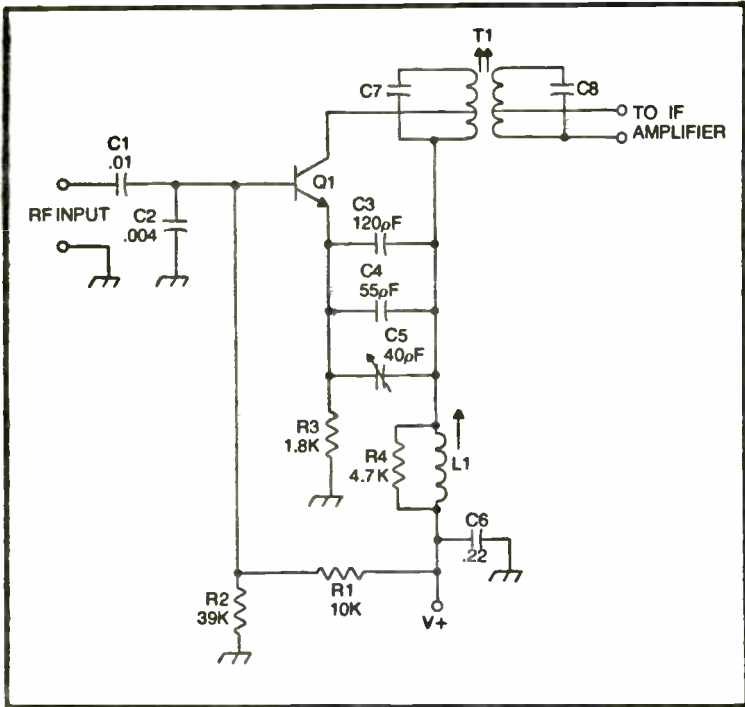 T1
C7
C8
TO IF
AMPLIFIER
C1
.01
Q1
RF INPUT
C2
.004
C3
120pF
C4
55pF
C5
40pF
R3
1.8K
R4
4.7K
L1
C6
.22
R1
10K
R2
39K
V+